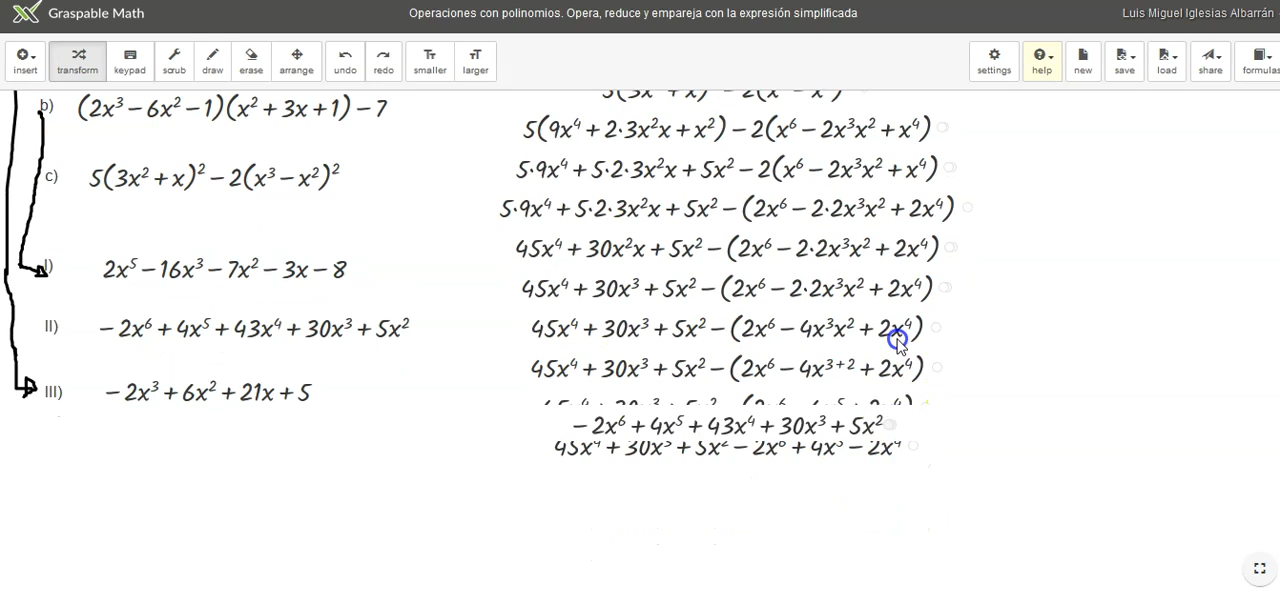 Graspable Math
Operaciones con polinomios. Opera, reduce y empareja con la expresión simplificada
Luis Miguel Iglesias Albarrán
insert transform keypad scrub draw erase arrange undo redo smaller larger settings help new save load share formulas
b) (2x³ − 6x² − 1)(x² + 3x + 1) − 7
c) 5(3x² + x)² − 2(x³ − x²)²
I) 2x⁵ − 16x³ − 7x² − 3x − 8
II) − 2x⁶ + 4x⁵ + 43x⁴ + 30x³ + 5x²
III) − 2x³ + 6x² + 21x + 5
5(9x⁴ + 2·3x²x + x²) − 2(x⁶ − 2x³x² + x⁴)
5·9x⁴ + 5·2·3x²x + 5x² − 2(x⁶ − 2x³x² + x⁴)
5·9x⁴ + 5·2·3x²x + 5x² − (2x⁶ − 2·2x³x² + 2x⁴)
45x⁴ + 30x²x + 5x² − (2x⁶ − 2·2x³x² + 2x⁴)
45x⁴ + 30x³ + 5x² − (2x⁶ − 2·2x³x² + 2x⁴)
45x⁴ + 30x³ + 5x² − (2x⁶ − 4x³x² + 2x⁴)
45x⁴ + 30x³ + 5x² − (2x⁶ − 4x³⁺² + 2x⁴)
− 2x⁶ + 4x⁵ + 43x⁴ + 30x³ + 5x²